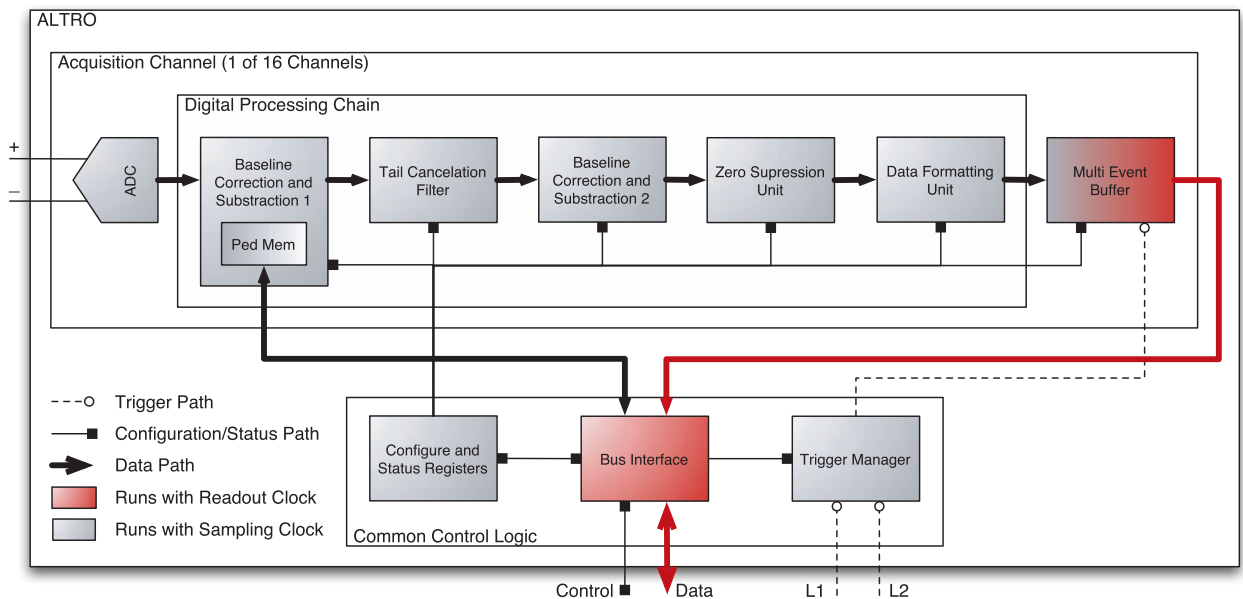 ALTRO
Acquisition Channel (1 of 16 Channels)
Digital Processing Chain
+
–
ADC
Baseline
Correction and
Substraction 1
Ped Mem
Tail Cancelation
Filter
Baseline
Correction and
Substraction 2
Zero Supression
Unit
Data Formatting
Unit
Multi Event
Buffer
Trigger Path
Configuration/Status Path
Data Path
Runs with Readout Clock
Runs with Sampling Clock
Configure and
Status Registers
Bus Interface
Trigger Manager
Common Control Logic
Control
Data
L1
L2